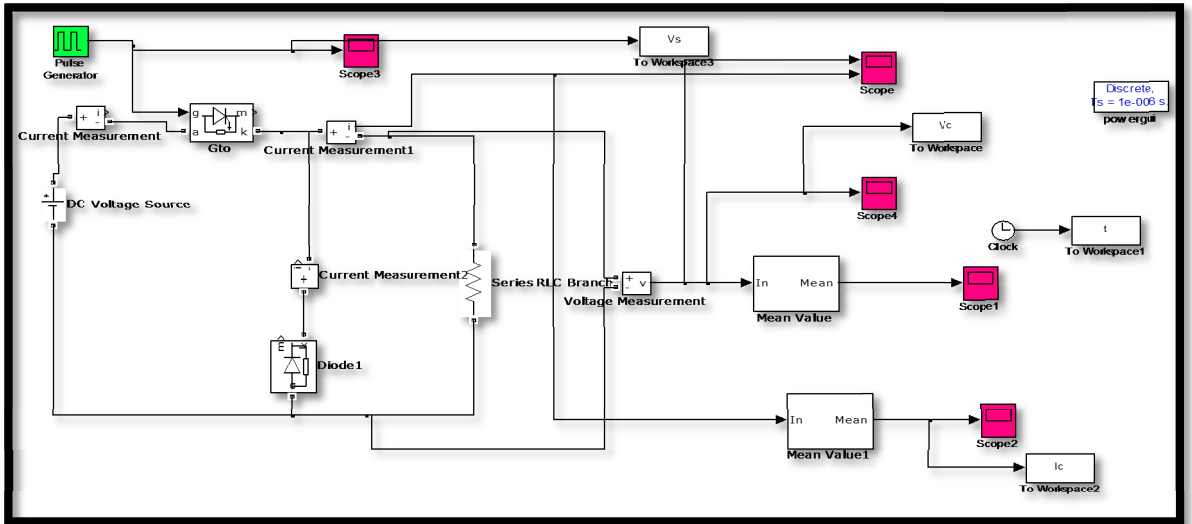 Pulse
Generator
Scope3
Vs
To Workspace3
Scope
Discrete,
Ts = 1e-006 s.
powergui
+
i
-
Current Measurement
g
m
a
k
Gto
+
i
-
Current Measurement1
Vc
To Workspace
+
DC Voltage Source
Scope4
Clock
t
To Workspace1
i
-
+
Current Measurement2
Series RLC Branch
+
-
v
Voltage Measurement
In
Mean
Mean Value
Scope1
m
Diode1
In
Mean
Mean Value1
Scope2
Ic
To Workspace2